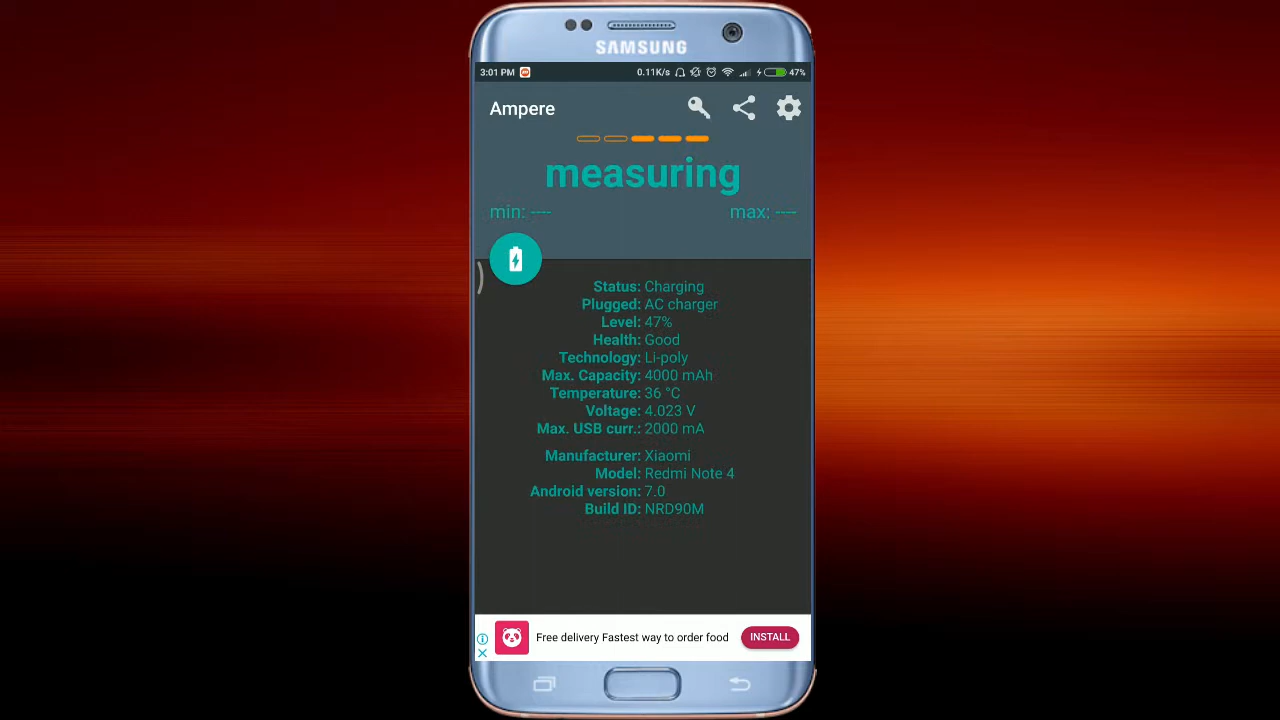 SAMSUNG
3:01 PM 0.11K/s 47%
Ampere
measuring
min: ---- max: ----
Status: Charging
Plugged: AC charger
Level: 47%
Health: Good
Technology: Li-poly
Max. Capacity: 4000 mAh
Temperature: 36 °C
Voltage: 4.023 V
Max. USB curr.: 2000 mA
Manufacturer: Xiaomi
Model: Redmi Note 4
Android version: 7.0
Build ID: NRD90M
Free delivery Fastest way to order food INSTALL